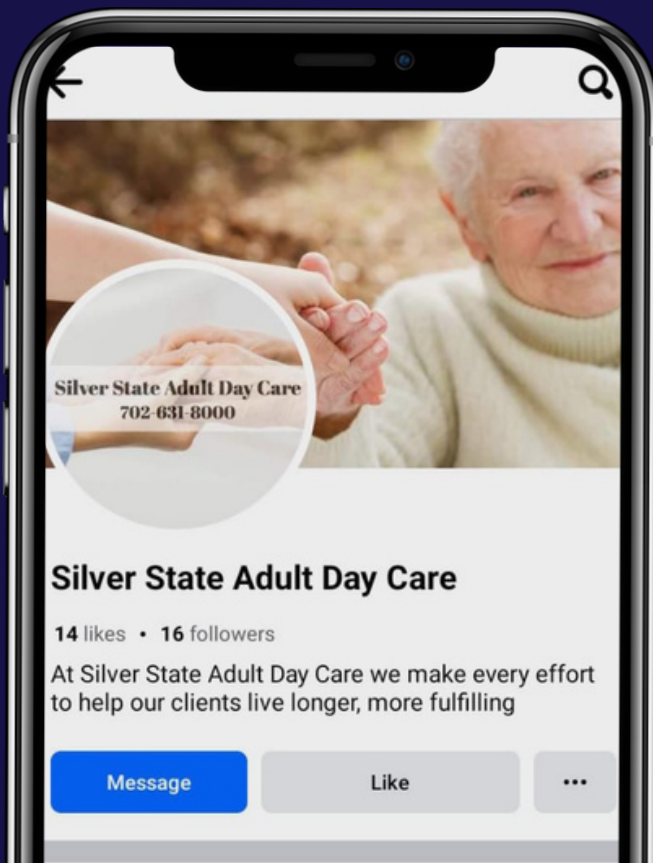 Silver State Adult Day Care
702-631-8000
Silver State Adult Day Care
14 likes • 16 followers
At Silver State Adult Day Care we make every effort
to help our clients live longer, more fulfilling
Message
Like